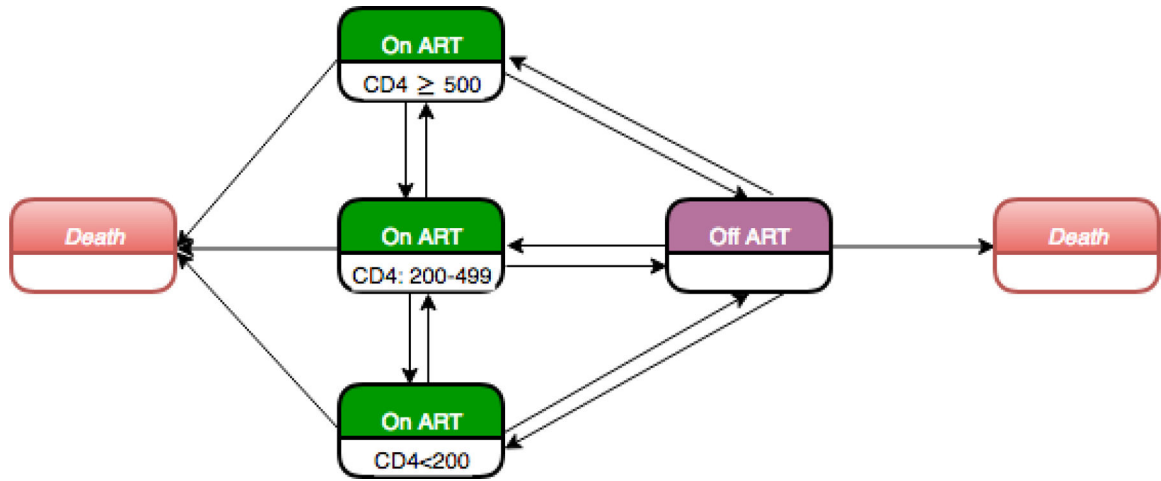 On ART
CD4 ≥ 500
Death
On ART
CD4: 200-499
Off ART
Death
On ART
CD4<200